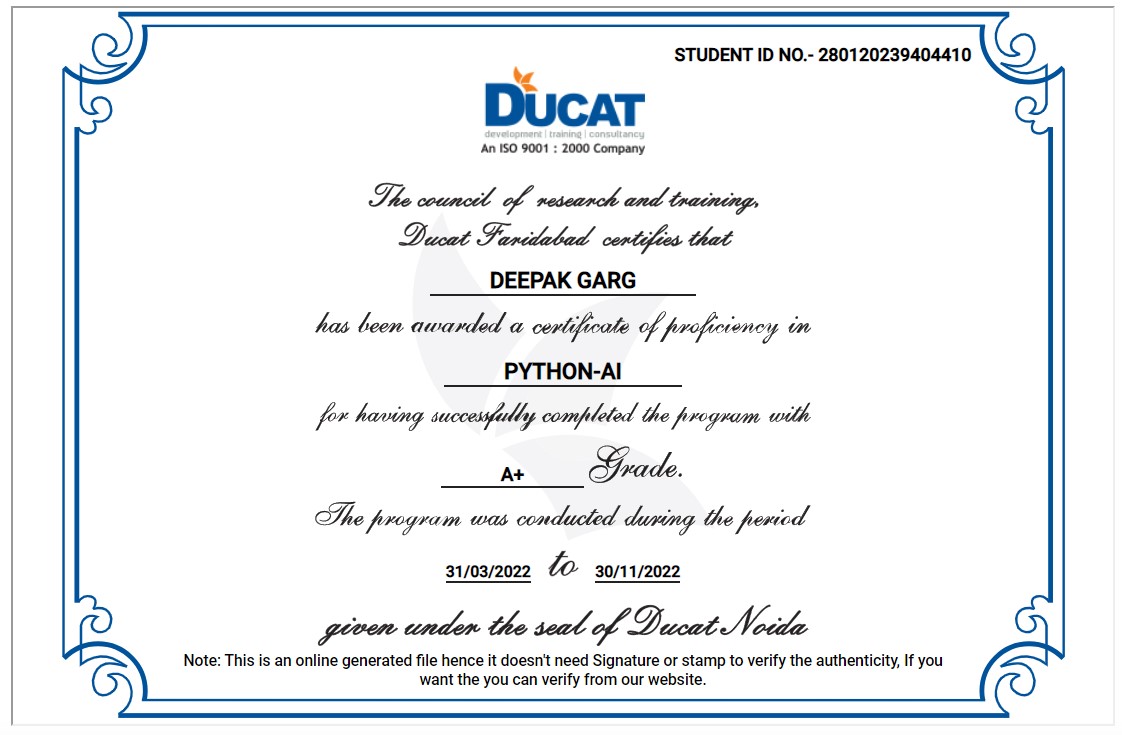 STUDENT ID NO.- 280120239404410
DUCAT
development | training | consultancy
An ISO 9001 : 2000 Company
The council of research and training,
Ducat Faridabad certifies that
DEEPAK GARG
has been awarded a certificate of proficiency in
PYTHON-AI
for having successfully completed the program with
A+ Grade.
The program was conducted during the period
31/03/2022 to 30/11/2022
given under the seal of Ducat Noida
Note: This is an online generated file hence it doesn't need Signature or stamp to verify the authenticity, If you
want the you can verify from our website.